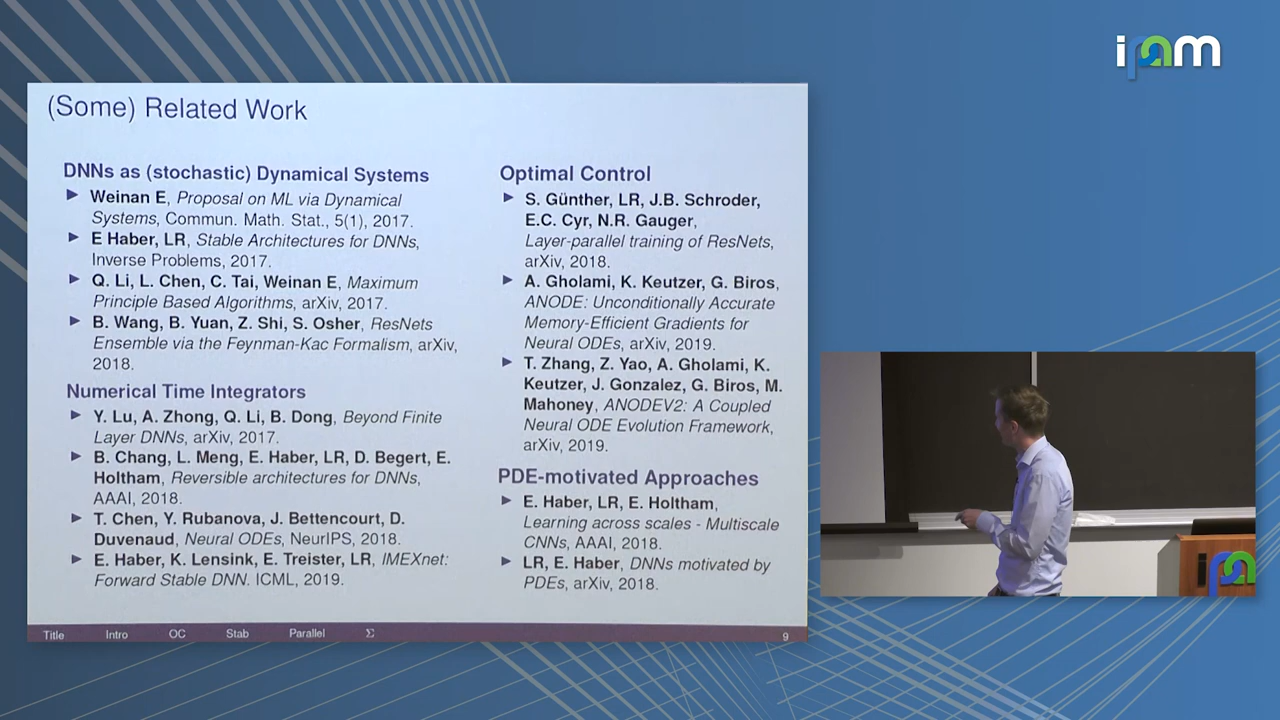 ipam
(Some) Related Work
DNNs as (stochastic) Dynamical Systems
Weinan E, Proposal on ML via Dynamical
Systems, Commun. Math. Stat., 5(1), 2017.
E Haber, LR, Stable Architectures for DNNs,
Inverse Problems, 2017.
Q. Li, L. Chen, C. Tai, Weinan E, Maximum
Principle Based Algorithms, arXiv, 2017.
B. Wang, B. Yuan, Z. Shi, S. Osher, ResNets
Ensemble via the Feynman-Kac Formalism, arXiv,
2018.
Numerical Time Integrators
Y. Lu, A. Zhong, Q. Li, B. Dong, Beyond Finite
Layer DNNs, arXiv, 2017.
B. Chang, L. Meng, E. Haber, LR, D. Begert, E.
Holtham, Reversible architectures for DNNs,
AAAI, 2018.
T. Chen, Y. Rubanova, J. Bettencourt, D.
Duvenaud, Neural ODEs, NeurIPS, 2018.
E. Haber, K. Lensink, E. Treister, LR, IMEXnet:
Forward Stable DNN. ICML, 2019.
Optimal Control
S. Günther, LR, J.B. Schroder,
E.C. Cyr, N.R. Gauger,
Layer-parallel training of ResNets,
arXiv, 2018.
A. Gholami, K. Keutzer, G. Biros,
ANODE: Unconditionally Accurate
Memory-Efficient Gradients for
Neural ODEs, arXiv, 2019.
T. Zhang, Z. Yao, A. Gholami, K.
Keutzer, J. Gonzalez, G. Biros, M.
Mahoney, ANODEV2: A Coupled
Neural ODE Evolution Framework,
arXiv, 2019.
PDE-motivated Approaches
E. Haber, LR, E. Holtham,
Learning across scales - Multiscale
CNNs, AAAI, 2018.
LR, E. Haber, DNNs motivated by
PDEs, arXiv, 2018.
Title Intro OC Stab Parallel Σ 9